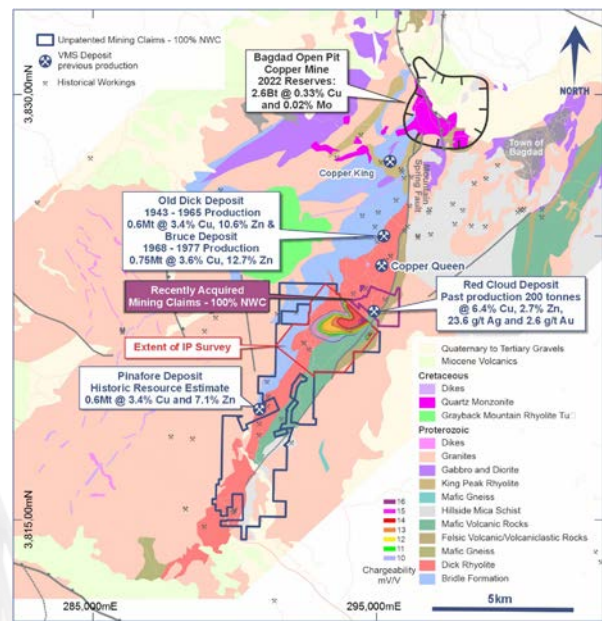 Unpatented Mining Claims - 100% NWC
VMS Deposit
previous production
Historical Workings
Bagdad Open Pit
Copper Mine
2022 Reserves:
2.6Bt @ 0.33% Cu
and 0.02% Mo
NORTH
3,830,00mN
Town of
Bagdad
Mountain
Spring Fault
Copper King
Old Dick Deposit
1943 - 1965 Production
0.6Mt @ 3.4% Cu, 10.6% Zn &
Bruce Deposit
1968 - 1977 Production
0.75Mt @ 3.6% Cu, 12.7% Zn
Copper Queen
Recently Acquired
Mining Claims - 100% NWC
Red Cloud Deposit
Past production 200 tonnes
@ 6.4% Cu, 2.7% Zn,
23.6 g/t Ag and 2.6 g/t Au
Extent of IP Survey
Pinafore Deposit
Historic Resource Estimate
0.6Mt @ 3.4% Cu and 7.1% Zn
Quaternary to Tertiary Gravels
Miocene Volcanics
Cretaceous
Dikes
Quartz Monzonite
Grayback Mountain Rhyolite Tu
Proterozoic
Dikes
Granites
Gabbro and Diorite
King Peak Rhyolite
Mafic Gneiss
Hillside Mica Schist
Mafic Volcanic Rocks
Felsic Volcanic/Volcaniclastic Rocks
Mafic Gneiss
Dick Rhyolite
Bridle Formation
16
15
14
13
12
11
10
Chargeability
mV/V
3,815,00mN
285,000mE
295,000mE
5km